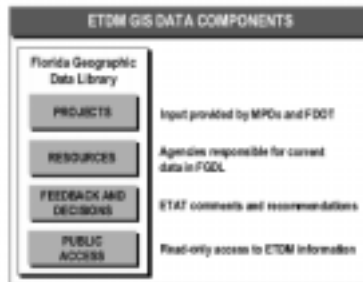 ETDM GIS DATA COMPONENTS
Florida Geographic
Data Library
PROJECTS
Input provided by MPOs and FDOT
RESOURCES
Agencies responsible for current
data in FGDL
FEEDBACK AND
DECISIONS
ETAT comments and recommendations
PUBLIC
ACCESS
Read-only access to ETDM information